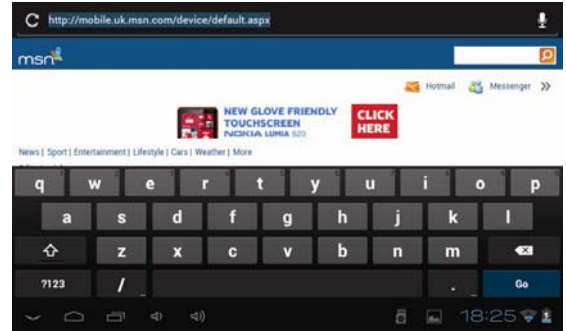 http://mobile.uk.msn.com/device/default.aspx
msn
Hotmail Messenger >>
NEW GLOVE FRIENDLY
TOUCHSCREEN
NOKIA LUMIA 620
CLICK
HERE
News | Sport | Entertainment | Lifestyle | Cars | Weather | More
q w e r t y u i o p
a s d f g h j k l
z x c v b n m
?123 / . Go
18:25